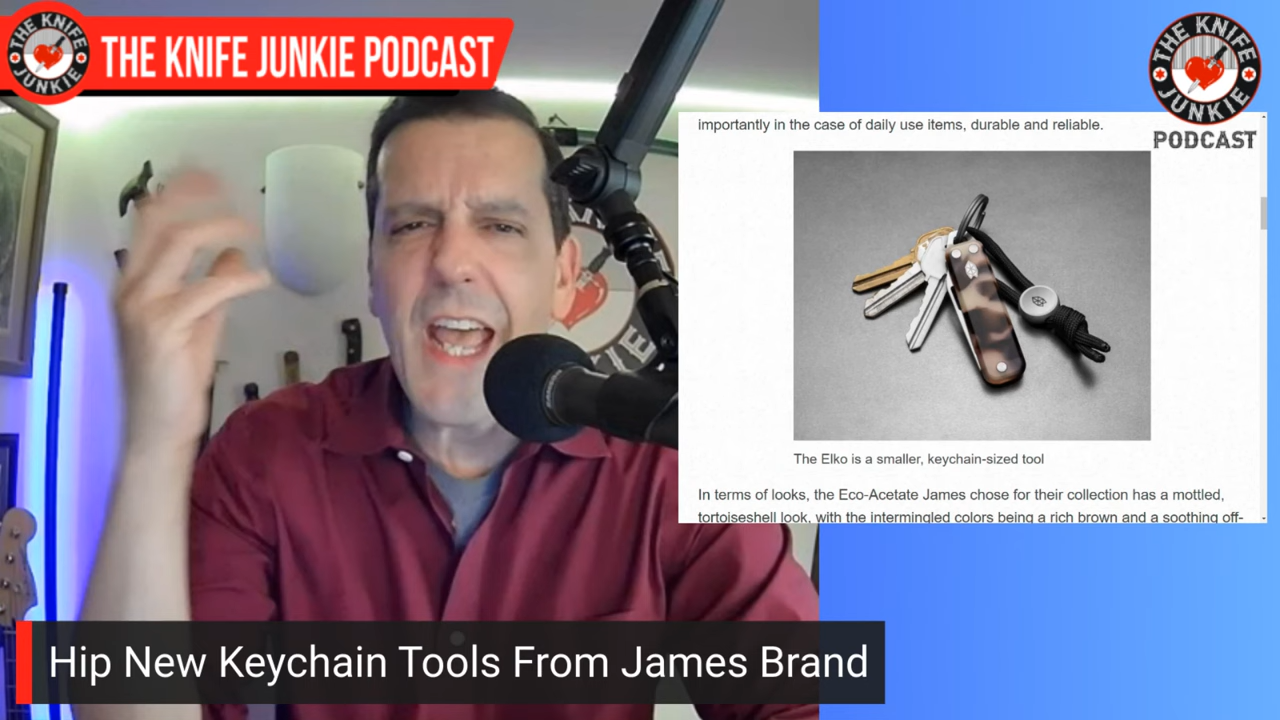 THE KNIFE
JUNKIE
THE KNIFE JUNKIE PODCAST
THE KNIFE
JUNKIE
PODCAST
importantly in the case of daily use items, durable and reliable.
The Elko is a smaller, keychain-sized tool
In terms of looks, the Eco-Acetate James chose for their collection has a mottled,
tortoiseshell look, with the intermingled colors being a rich brown and a soothing off-
Hip New Keychain Tools From James Brand